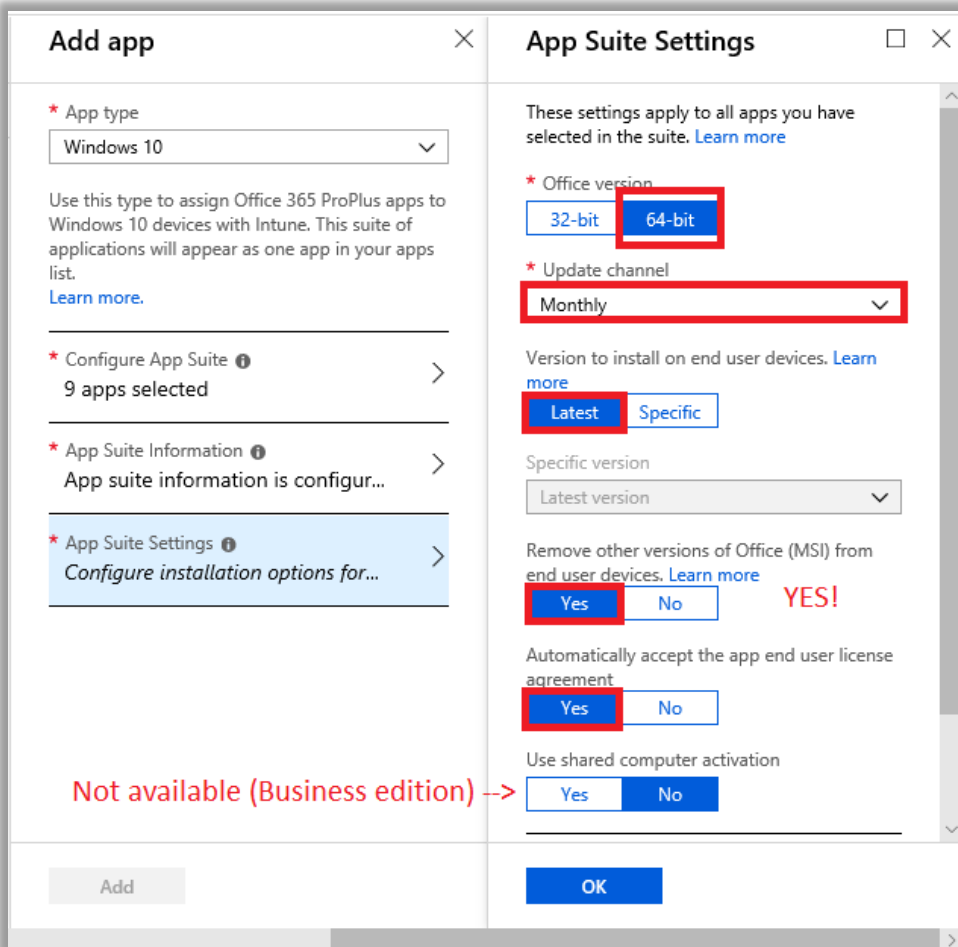 Add app
* App type
Windows 10
Use this type to assign Office 365 ProPlus apps to
Windows 10 devices with Intune. This suite of
applications will appear as one app in your apps
list.
Learn more.
* Configure App Suite
9 apps selected
* App Suite Information
App suite information is configur...
* App Suite Settings
Configure installation options for...
Not available (Business edition) -->
Add
App Suite Settings
These settings apply to all apps you have
selected in the suite. Learn more
* Office version
32-bit 64-bit
* Update channel
Monthly
Version to install on end user devices. Learn
more
Latest Specific
Specific version
Latest version
Remove other versions of Office (MSI) from
end user devices. Learn more
Yes No YES!
Automatically accept the app end user license
agreement
Yes No
Use shared computer activation
Yes No
OK